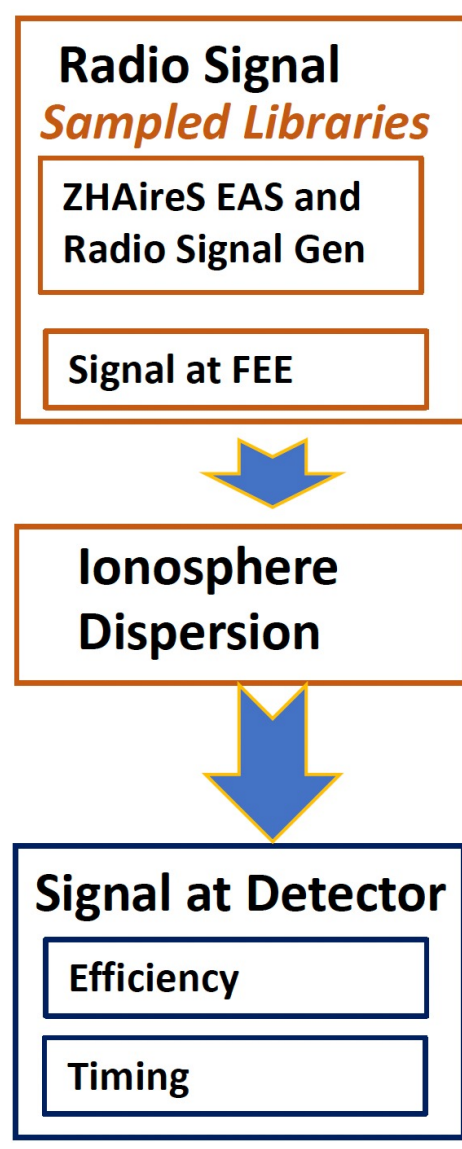 Radio Signal
Sampled Libraries
ZHAireS EAS and
Radio Signal Gen
Signal at FEE
Ionosphere
Dispersion
Signal at Detector
Efficiency
Timing